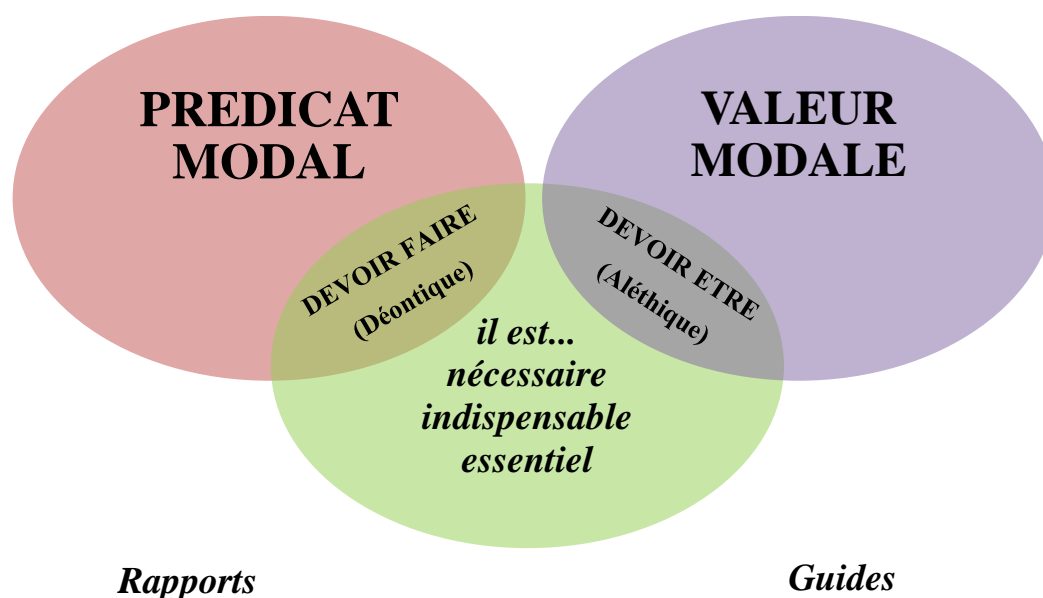 PREDICAT
MODAL
VALEUR
MODALE
DEVOIR FAIRE
(Déontique)
DEVOIR ETRE
(Aléthique)
il est...
nécessaire
indispensable
essentiel
Rapports
Guides